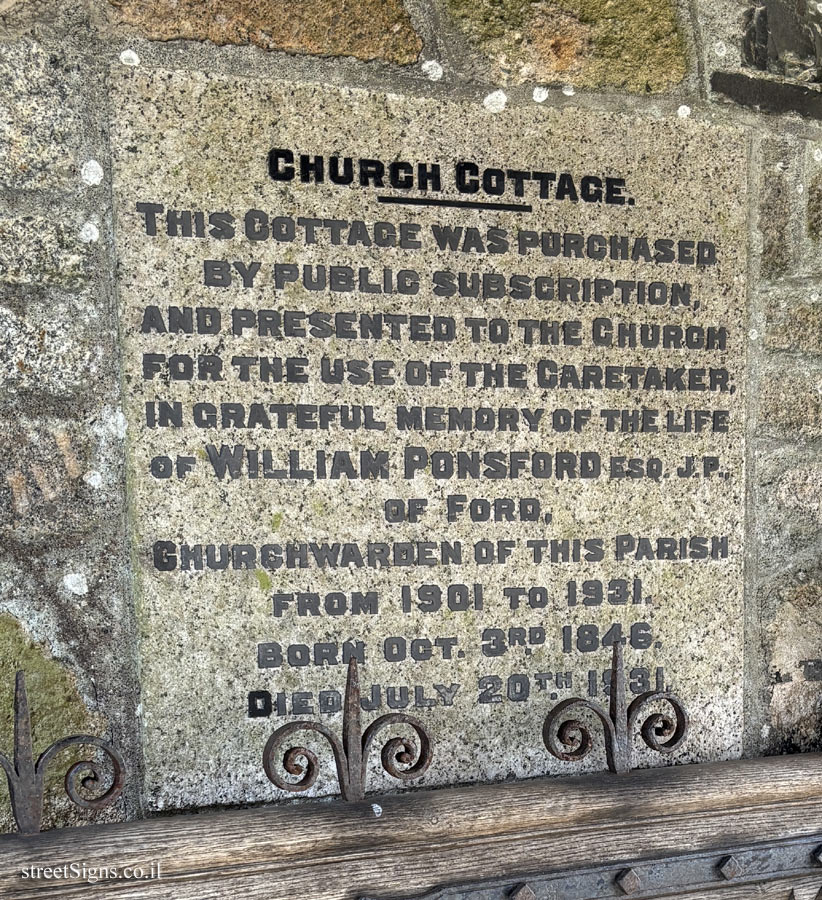 CHURCH COTTAGE.
THIS COTTAGE WAS PURCHASED
BY PUBLIC SUBSCRIPTION,
AND PRESENTED TO THE CHURCH
FOR THE USE OF THE CARETAKER,
IN GRATEFUL MEMORY OF THE LIFE
OF WILLIAM PONSFORD ESQ. J.P.,
OF FORD,
CHURCHWARDEN OF THIS PARISH
FROM 1901 TO 1931.
BORN OCT. 3RD 1846.
DIED JULY 20TH 1931
streetSigns.co.il